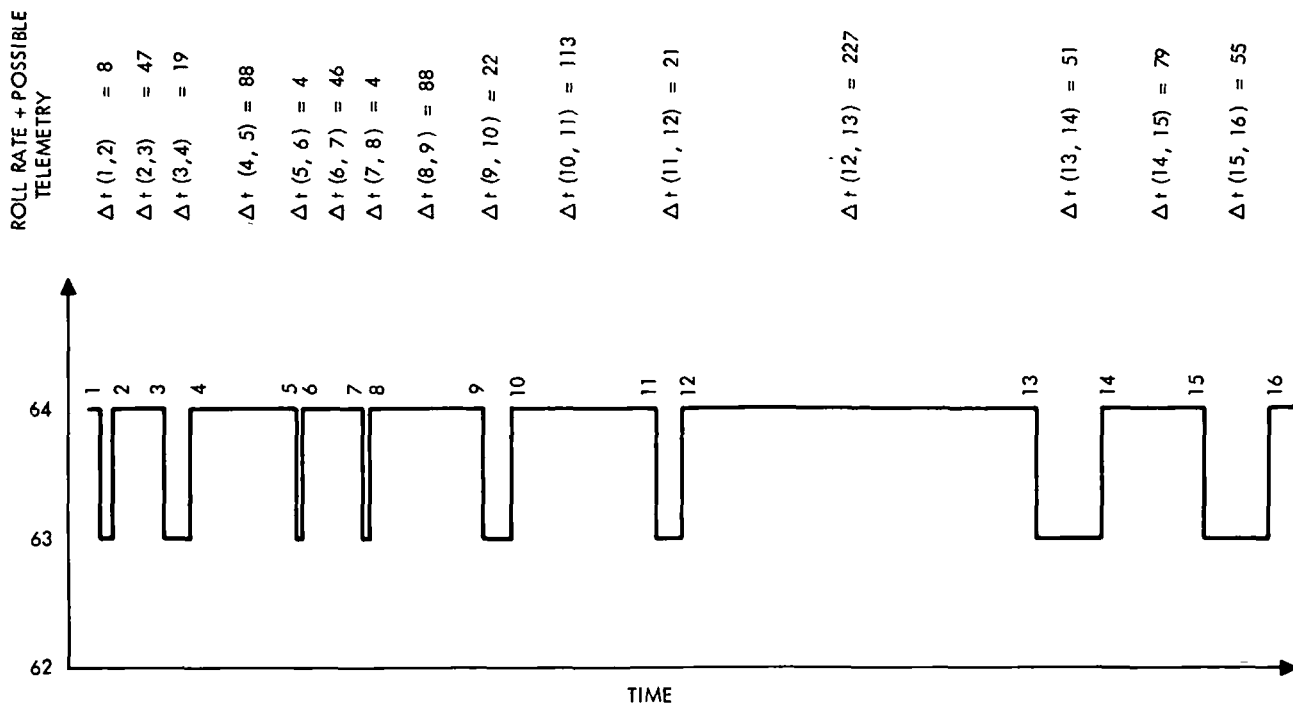 ROLL RATE + POSSIBLE
TELEMETRY
Δt (1,2) = 8
Δt (2,3) = 47
Δt (3,4) = 19
Δt (4, 5) = 88
Δt (5, 6) = 4
Δt (6, 7) = 46
Δt (7, 8) = 4
Δt (8,9) = 88
Δt (9, 10) = 22
Δt (10, 11) = 113
Δt (11, 12) = 21
Δt (12, 13) = 227
Δt (13, 14) = 51
Δt (14, 15) = 79
Δt (15, 16) = 55
1 2 3 4 5 6 7 8 9 10 11 12 13 14 15 16
64
63
62
TIME